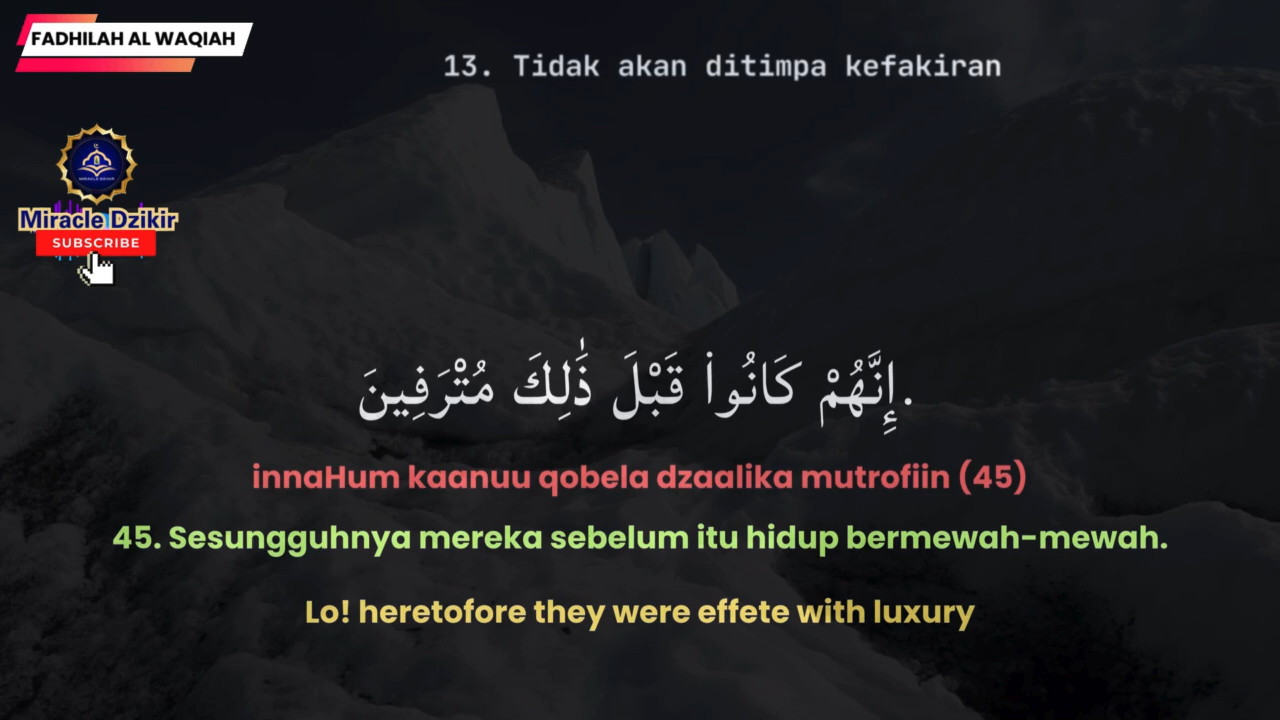 FADHILAH AL WAQIAH
13. Tidak akan ditimpa kefakiran
Miracle Dzikir
SUBSCRIBE
إِنَّهُمْ كَانُوا۟ قَبْلَ ذَٰلِكَ مُتْرَفِينَ.
innaHum kaanuu qobela dzaalika mutrofiin (45)
45. Sesungguhnya mereka sebelum itu hidup bermewah-mewah.
Lo! heretofore they were effete with luxury